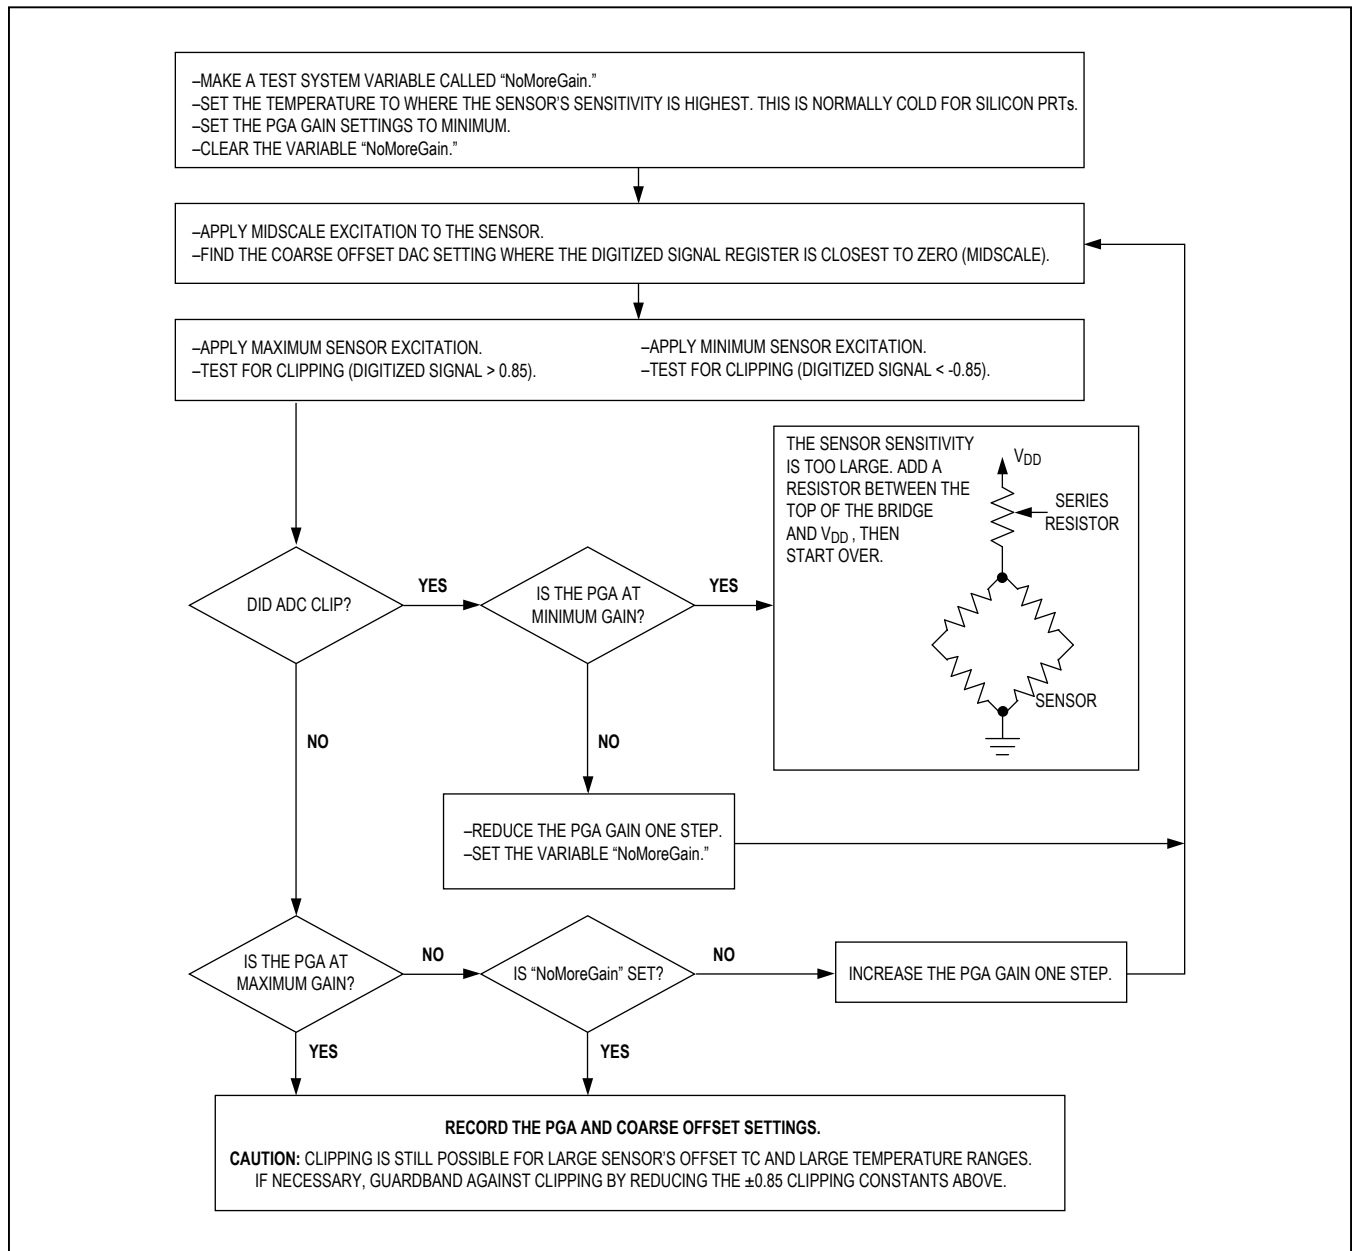 –MAKE A TEST SYSTEM VARIABLE CALLED “NoMoreGain.”
–SET THE TEMPERATURE TO WHERE THE SENSOR’S SENSITIVITY IS HIGHEST. THIS IS NORMALLY COLD FOR SILICON PRTs.
–SET THE PGA GAIN SETTINGS TO MINIMUM.
–CLEAR THE VARIABLE “NoMoreGain.”
–APPLY MIDSCALE EXCITATION TO THE SENSOR.
–FIND THE COARSE OFFSET DAC SETTING WHERE THE DIGITIZED SIGNAL REGISTER IS CLOSEST TO ZERO (MIDSCALE).
–APPLY MAXIMUM SENSOR EXCITATION.
–TEST FOR CLIPPING (DIGITIZED SIGNAL > 0.85).
–APPLY MINIMUM SENSOR EXCITATION.
–TEST FOR CLIPPING (DIGITIZED SIGNAL < -0.85).
DID ADC CLIP?
YES
IS THE PGA AT
MINIMUM GAIN?
YES
THE SENSOR SENSITIVITY
IS TOO LARGE. ADD A
RESISTOR BETWEEN THE
TOP OF THE BRIDGE
AND VDD , THEN
START OVER.
VDD
SERIES
RESISTOR
SENSOR
NO
NO
–REDUCE THE PGA GAIN ONE STEP.
–SET THE VARIABLE “NoMoreGain.”
IS THE PGA AT
MAXIMUM GAIN?
NO
IS “NoMoreGain” SET?
NO
INCREASE THE PGA GAIN ONE STEP.
YES
YES
RECORD THE PGA AND COARSE OFFSET SETTINGS.
CAUTION: CLIPPING IS STILL POSSIBLE FOR LARGE SENSOR’S OFFSET TC AND LARGE TEMPERATURE RANGES.
IF NECESSARY, GUARDBAND AGAINST CLIPPING BY REDUCING THE ±0.85 CLIPPING CONSTANTS ABOVE.